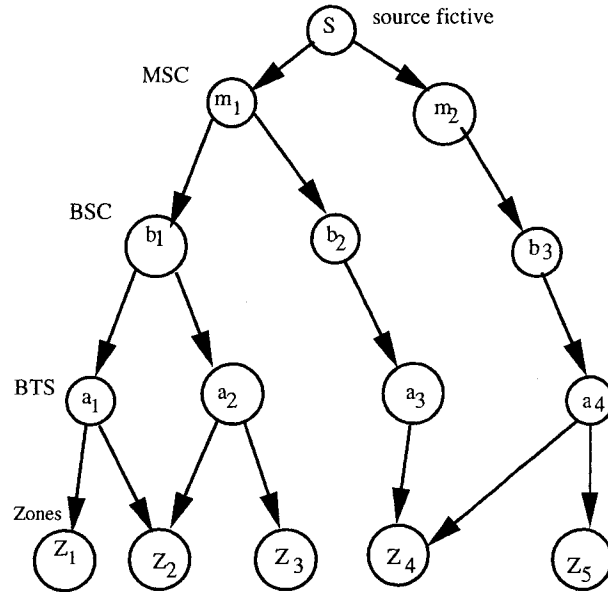 S source fictive
MSC m1 m2
BSC b1 b2 b3
BTS a1 a2 a3 a4
Zones
Z1 Z2 Z3 Z4 Z5